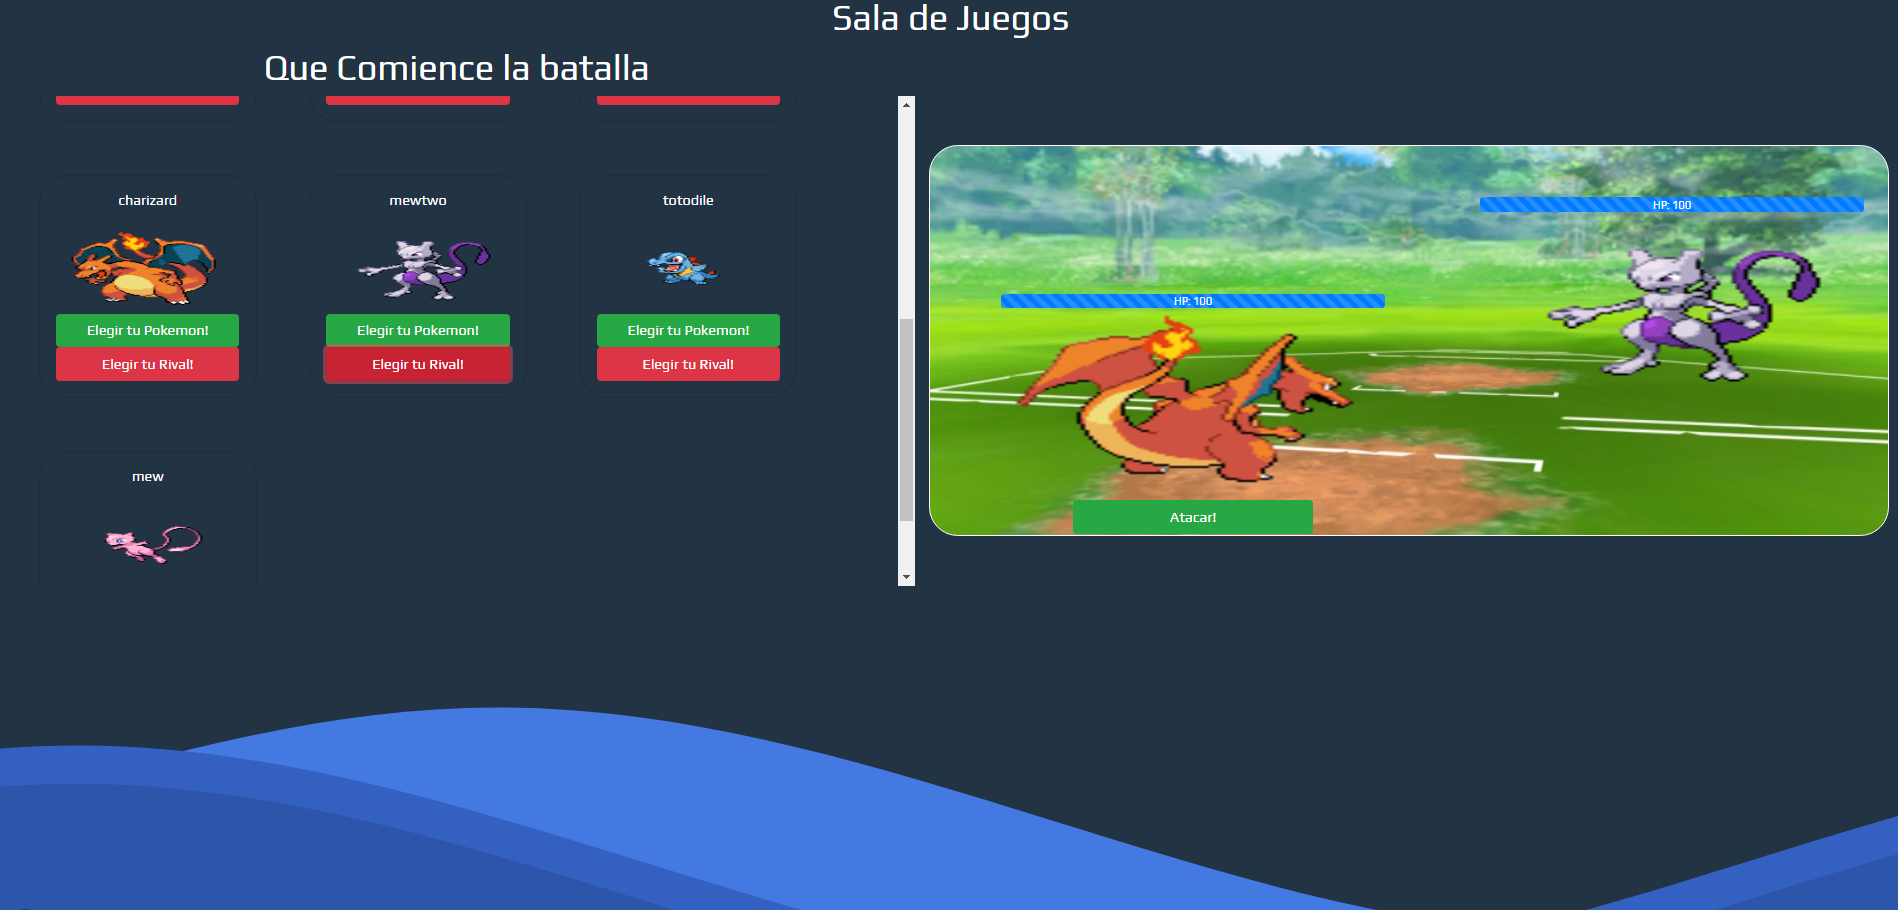 Sala de Juegos
Que Comience la batalla
charizard
mewtwo
totodile
Elegir tu Pokemon!
Elegir tu Pokemon!
Elegir tu Pokemon!
Elegir tu Rival!
Elegir tu Rival!
Elegir tu Rival!
mew
HP: 100
HP: 100
Atacar!